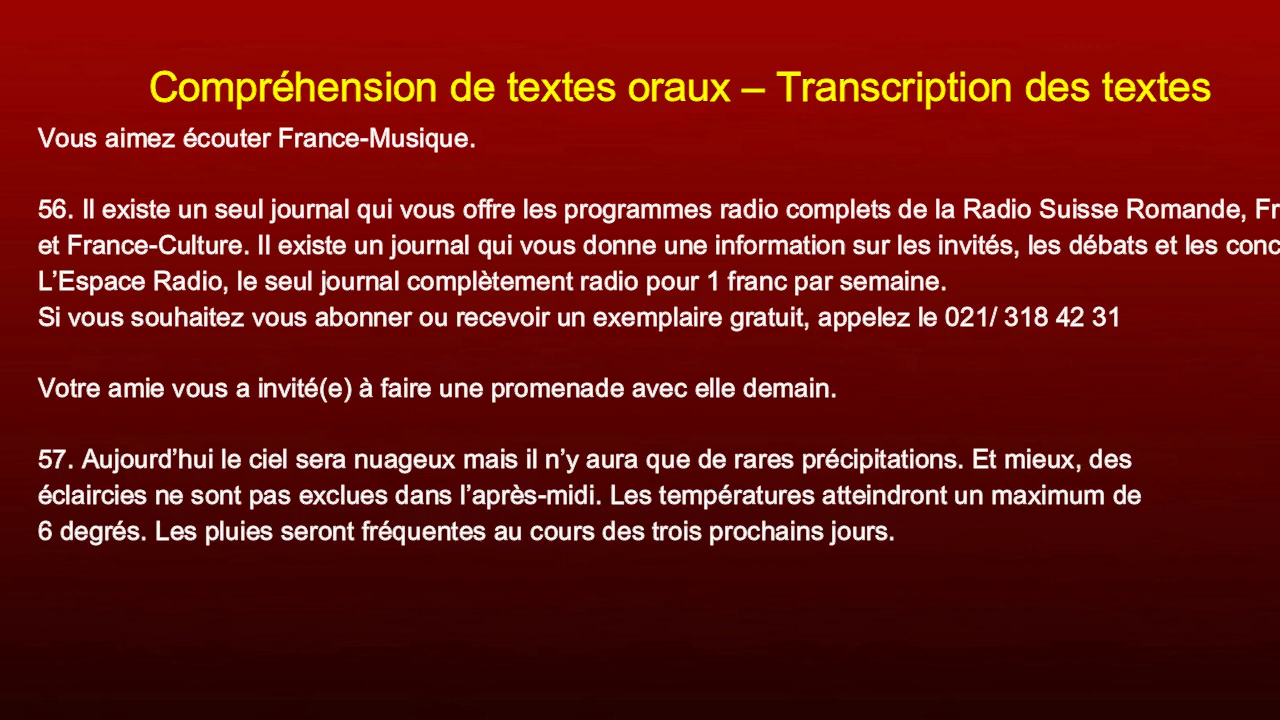 Compréhension de textes oraux – Transcription des textes
Vous aimez écouter France-Musique.
56. Il existe un seul journal qui vous offre les programmes radio complets de la Radio Suisse Romande,
et France-Culture. Il existe un journal qui vous donne une information sur les invités, les débats et les
L’Espace Radio, le seul journal complètement radio pour 1 franc par semaine.
Si vous souhaitez vous abonner ou recevoir un exemplaire gratuit, appelez le 021/ 318 42 31
Votre amie vous a invité(e) à faire une promenade avec elle demain.
57. Aujourd’hui le ciel sera nuageux mais il n’y aura que de rares précipitations. Et mieux, des
éclaircies ne sont pas exclues dans l’après-midi. Les températures atteindront un maximum de
6 degrés. Les pluies seront fréquentes au cours des trois prochains jours.